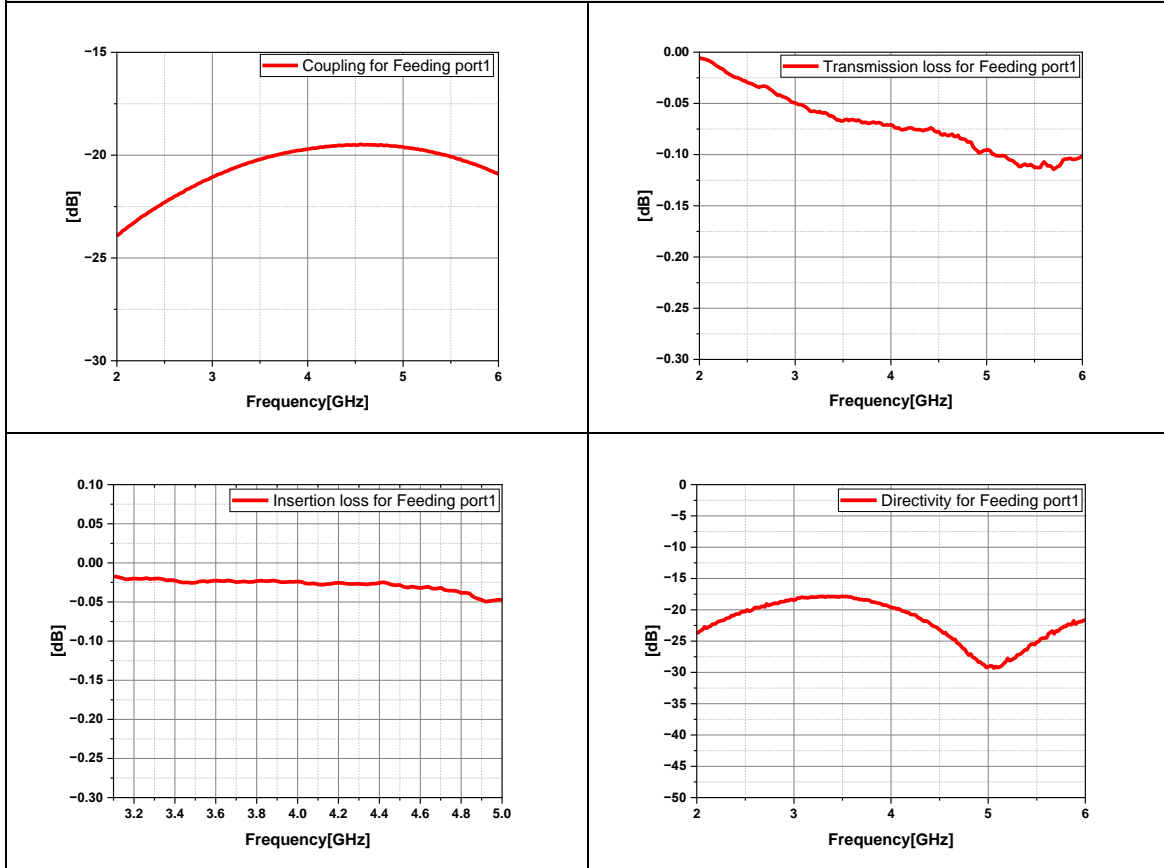 Coupling for Feeding port1
−15
−20
−25
−30
[dB]
2 3 4 5 6
Frequency[GHz]
Transmission loss for Feeding port1
0.00
−0.05
−0.10
−0.15
−0.20
−0.25
−0.30
[dB]
2 3 4 5 6
Frequency[GHz]
Insertion loss for Feeding port1
0.10
0.05
0.00
−0.05
−0.10
−0.15
−0.20
−0.25
−0.30
[dB]
3.2 3.4 3.6 3.8 4.0 4.2 4.4 4.6 4.8 5.0
Frequency[GHz]
Directivity for Feeding port1
0
−5
−10
−15
−20
−25
−30
−35
−40
−45
−50
[dB]
2 3 4 5 6
Frequency[GHz]